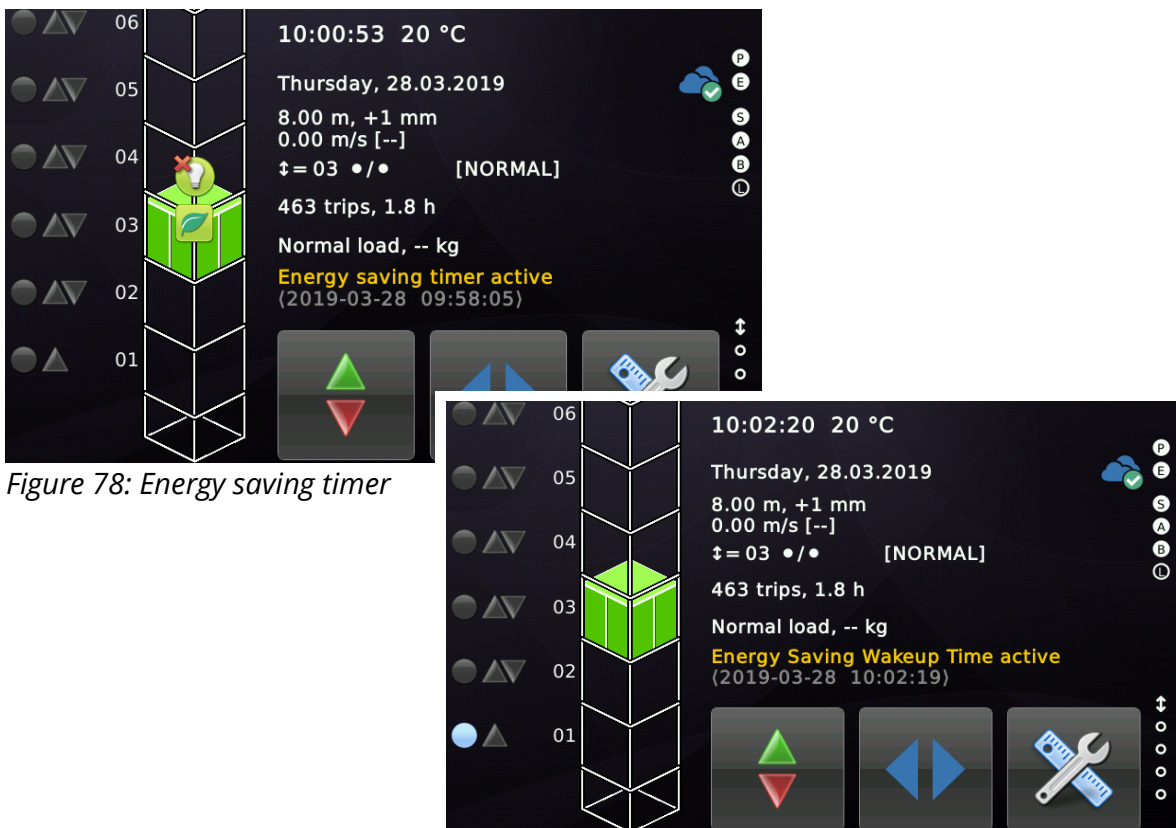 06
05
04
03
02
01
10:00:53 20 °C
Thursday, 28.03.2019
8.00 m, +1 mm
0.00 m/s [--]
↕= 03 •/• [NORMAL]
463 trips, 1.8 h
Normal load, -- kg
Energy saving timer active
⟨2019-03-28 09:58:05⟩
P
E
S
A
B
L
Figure 78: Energy saving timer
06
05
04
03
02
01
10:02:20 20 °C
Thursday, 28.03.2019
8.00 m, +1 mm
0.00 m/s [--]
↕= 03 •/• [NORMAL]
463 trips, 1.8 h
Normal load, -- kg
Energy Saving Wakeup Time active
⟨2019-03-28 10:02:19⟩
P
E
S
A
B
L